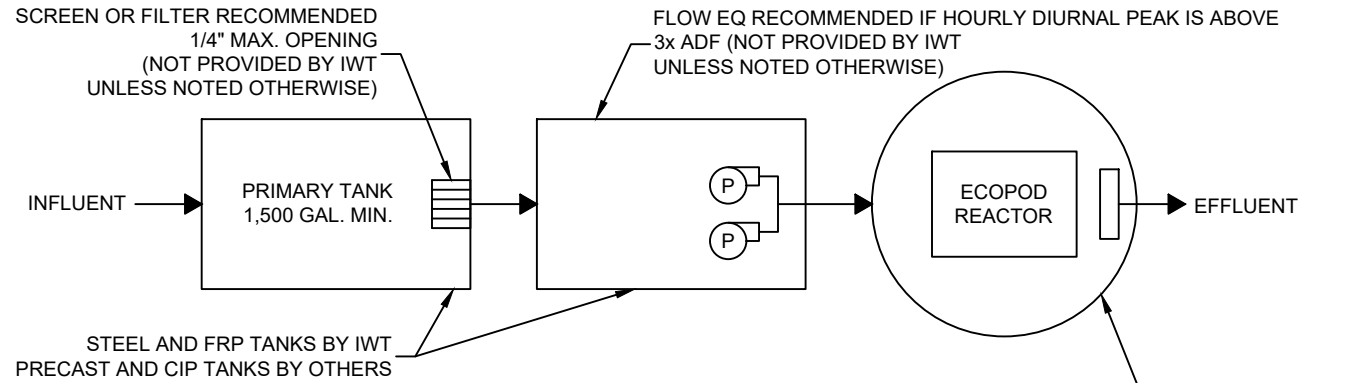 SCREEN OR FILTER RECOMMENDED
1/4" MAX. OPENING
(NOT PROVIDED BY IWT
UNLESS NOTED OTHERWISE)
FLOW EQ RECOMMENDED IF HOURLY DIURNAL PEAK IS ABOVE
3x ADF (NOT PROVIDED BY IWT
UNLESS NOTED OTHERWISE)
INFLUENT
PRIMARY TANK
1,500 GAL. MIN.
P
P
ECOPOD
REACTOR
EFFLUENT
STEEL AND FRP TANKS BY IWT
PRECAST AND CIP TANKS BY OTHERS